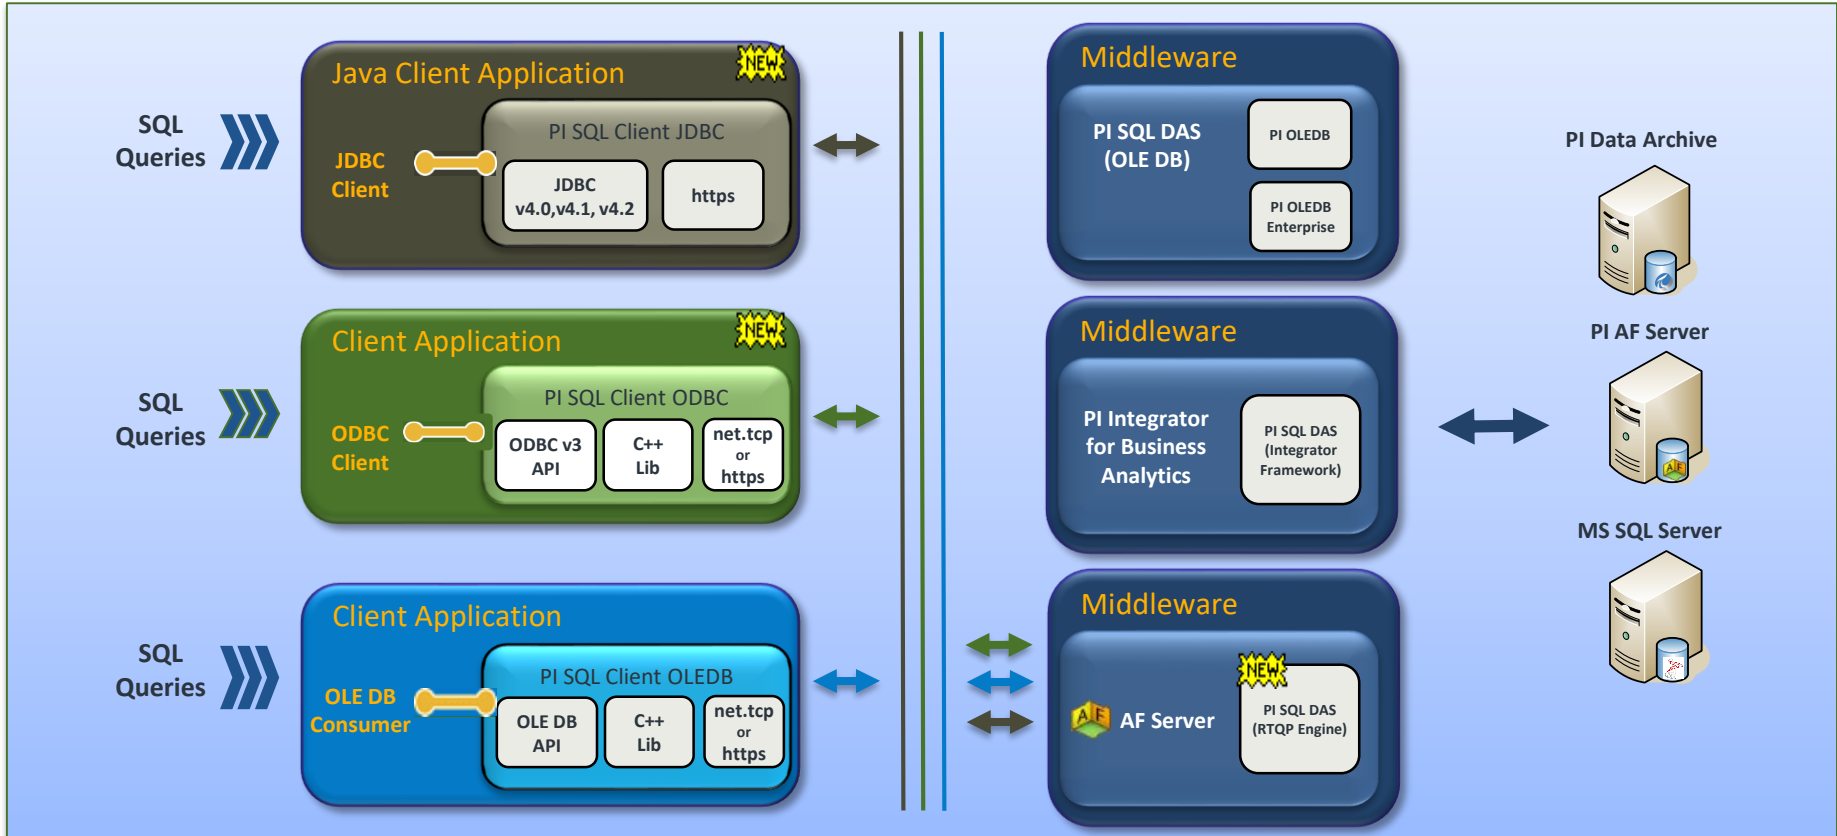 Java Client Application
NEW
SQL
Queries
JDBC
Client
PI SQL Client JDBC
JDBC
v4.0,v4.1, v4.2
https
Client Application
NEW
SQL
Queries
ODBC
Client
PI SQL Client ODBC
ODBC v3
API
C++
Lib
net.tcp
or
https
Client Application
SQL
Queries
OLE DB
Consumer
PI SQL Client OLEDB
OLE DB
API
C++
Lib
net.tcp
or
https
Middleware
PI SQL DAS
(OLE DB)
PI OLEDB
PI OLEDB
Enterprise
Middleware
PI Integrator
for Business
Analytics
PI SQL DAS
(Integrator
Framework)
Middleware
AF
AF Server
NEW
PI SQL DAS
(RTQP Engine)
PI Data Archive
PI AF Server
AF
MS SQL Server